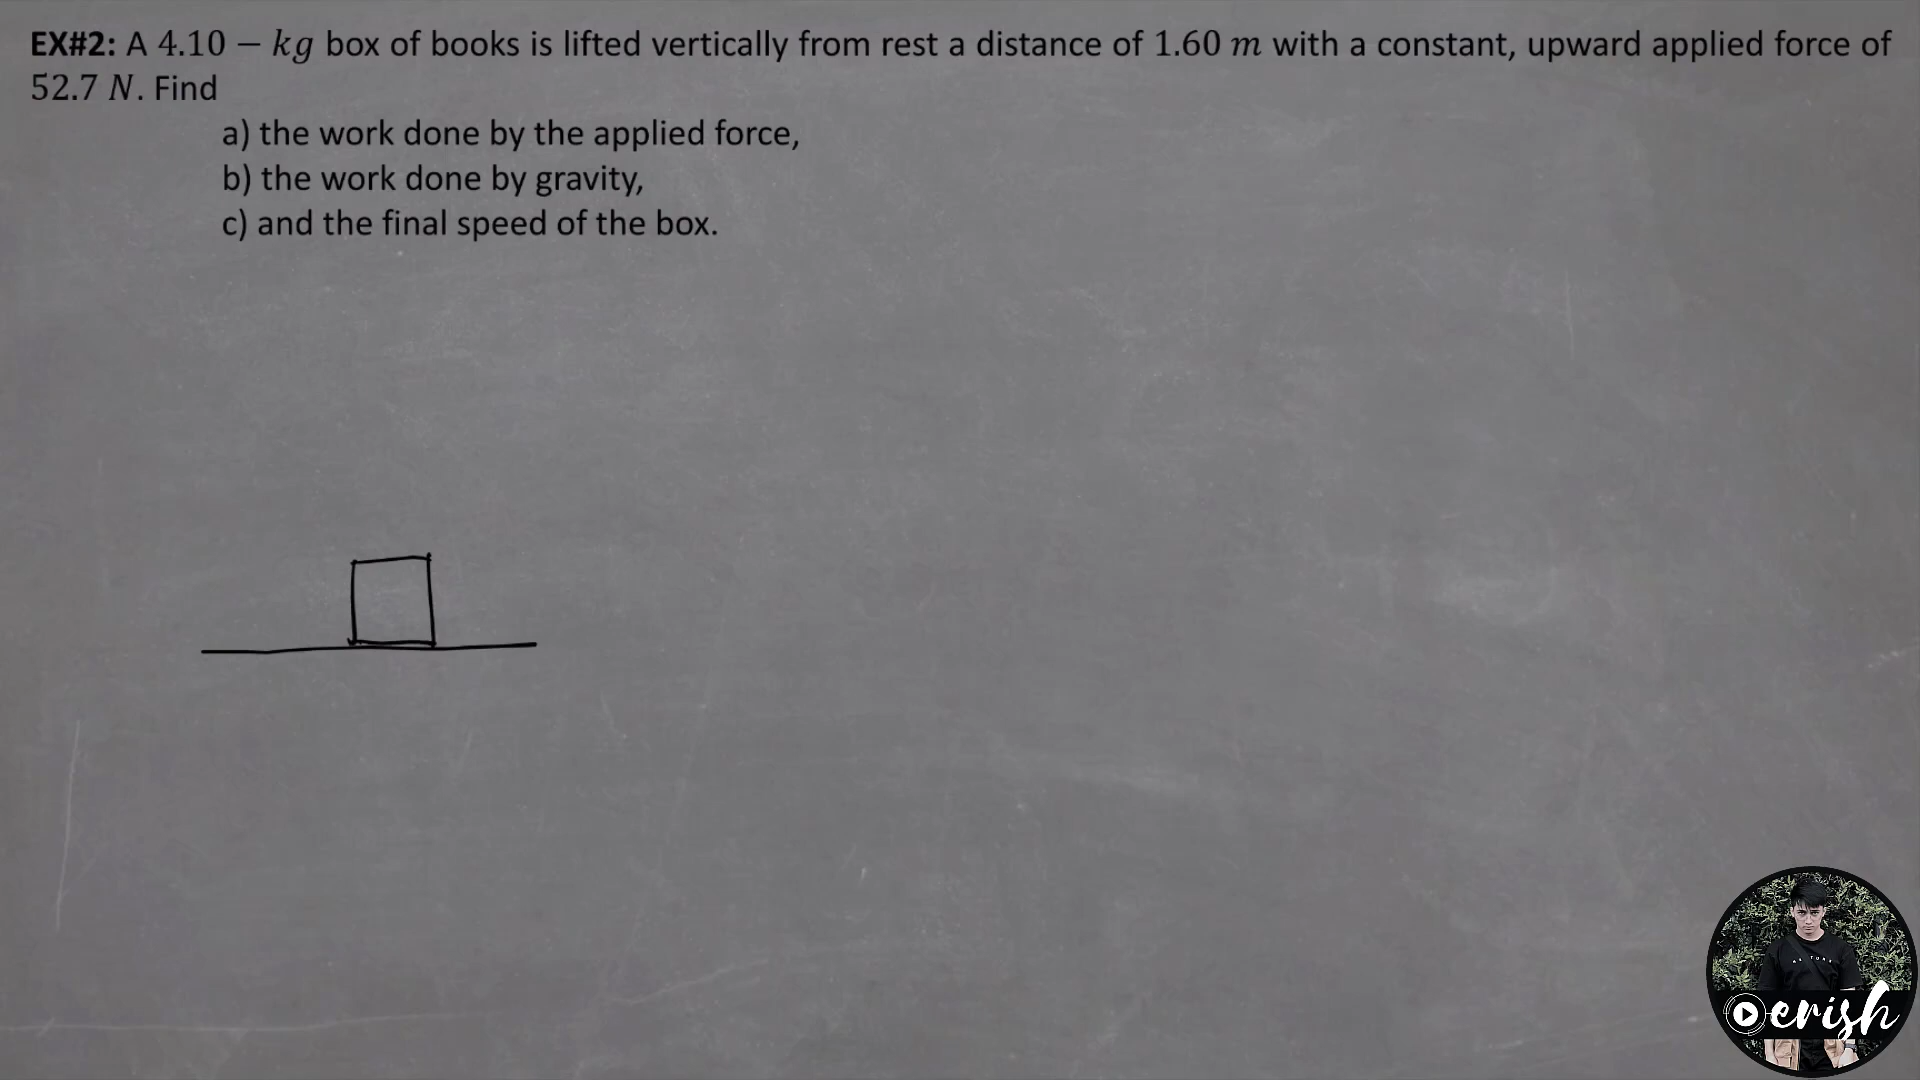 EX#2: A 4.10 − kg box of books is lifted vertically from rest a distance of 1.60 m with a constant, upward applied force of
52.7 N. Find
a) the work done by the applied force,
b) the work done by gravity,
c) and the final speed of the box.
erish